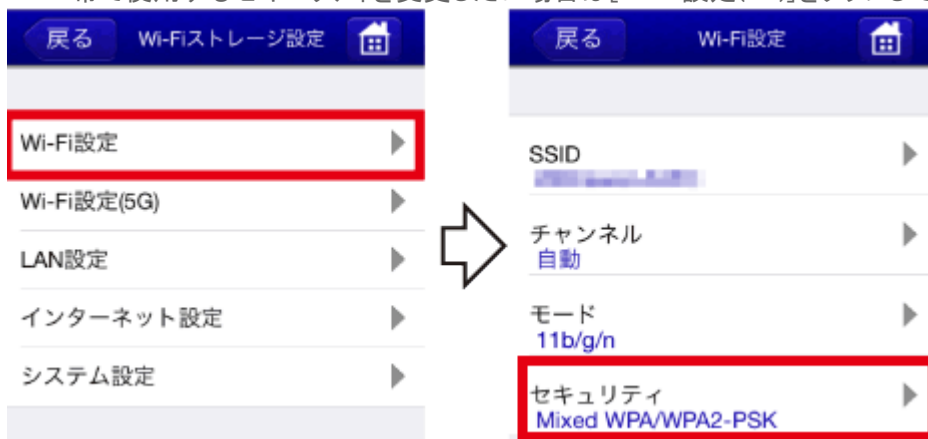 戻る
Wi-Fiストレージ設定
Wi-Fi設定
Wi-Fi設定(5G)
LAN設定
インターネット設定
システム設定
戻る
Wi-Fi設定
SSID
チャンネル
自動
モード
11b/g/n
セキュリティ
Mixed WPA/WPA2-PSK